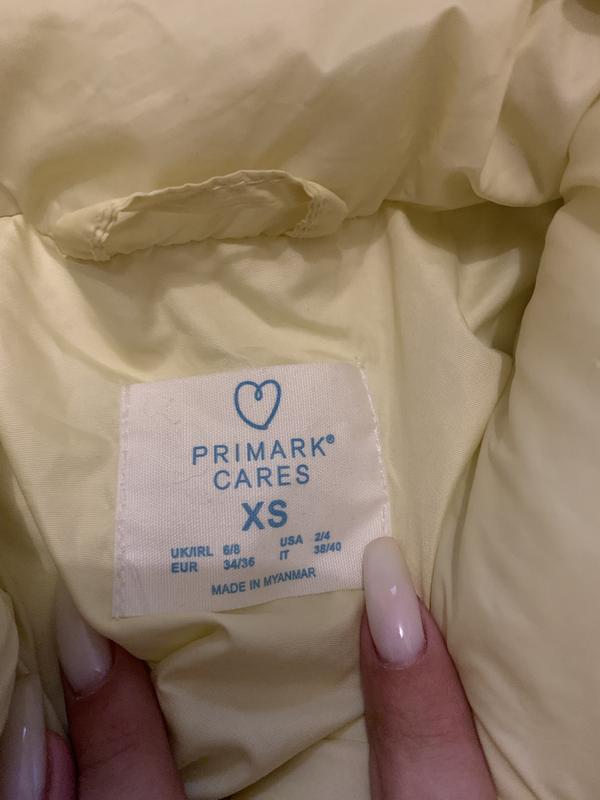 PRIMARK®
CARES
XS
UK/IRL 6/8 USA 2/4
EUR 34/36 IT 38/40
MADE IN MYANMAR